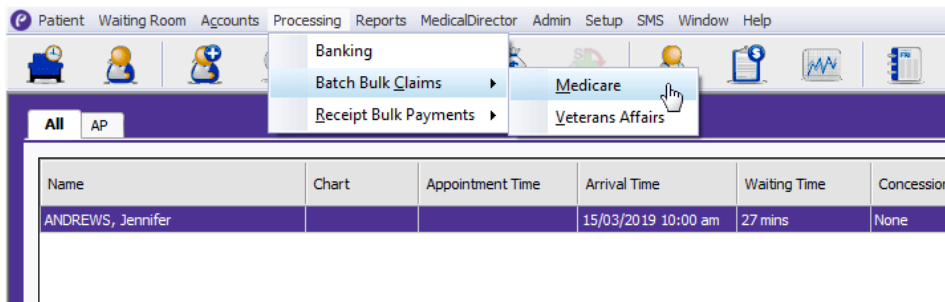 Patient Waiting Room Accounts Processing Reports MedicalDirector Admin Setup SMS Window Help
Banking
Batch Bulk Claims
Medicare
Receipt Bulk Payments
Veterans Affairs
All AP
Name Chart Appointment Time Arrival Time Waiting Time Concession
ANDREWS, Jennifer 15/03/2019 10:00 am 27 mins None